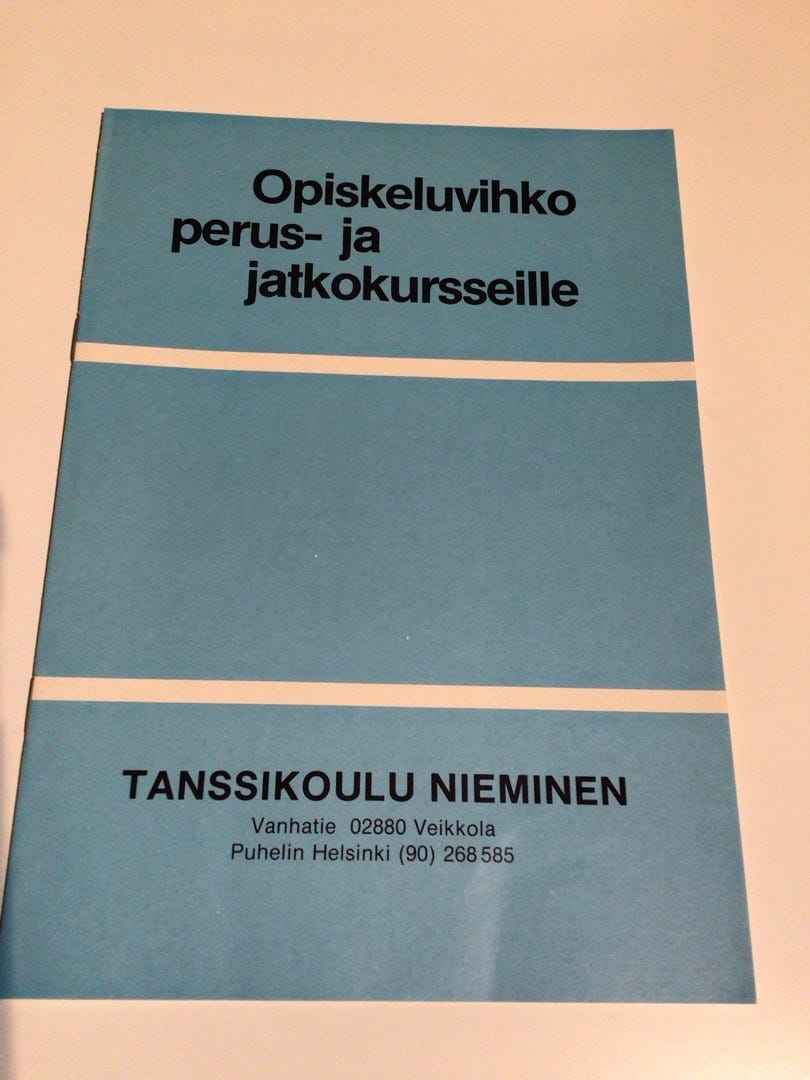 Opiskeluvihko
perus- ja
jatkokursseille
TANSSIKOULU NIEMINEN
Vanhatie 02880 Veikkola
Puhelin Helsinki (90) 268 585